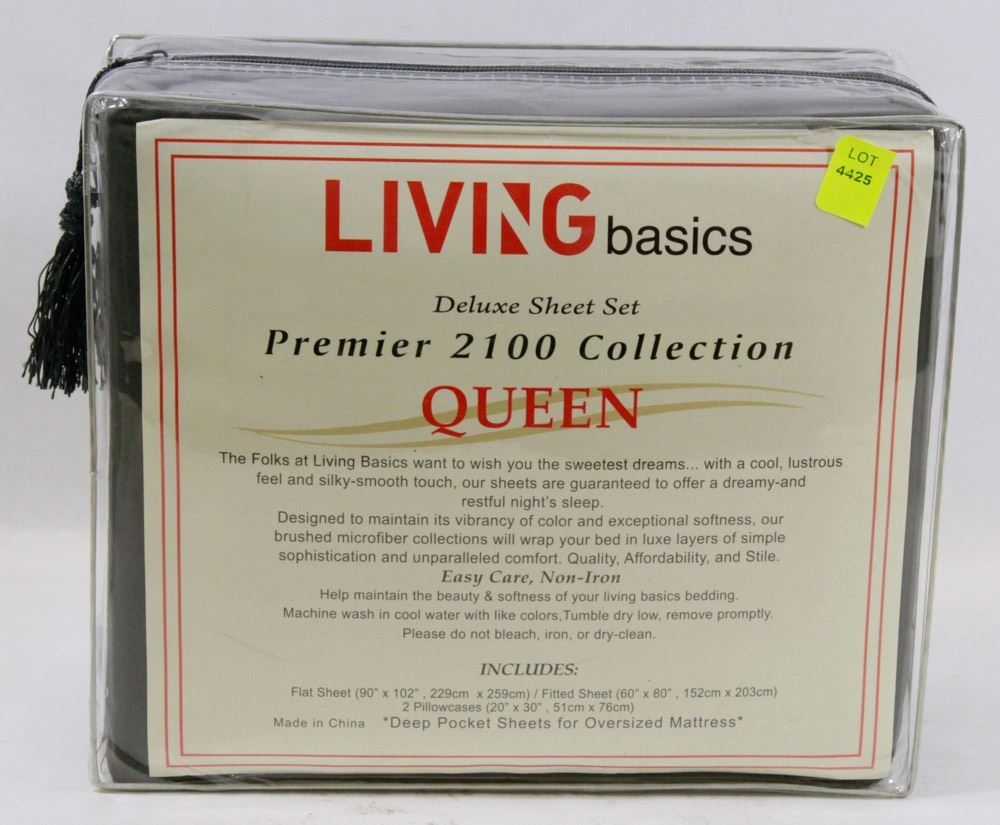 LOT
4425
LIVING basics
Deluxe Sheet Set
Premier 2100 Collection
QUEEN
The Folks at Living Basics want to wish you the sweetest dreams... with a cool, lustrous
feel and silky-smooth touch, our sheets are guaranteed to offer a dreamy-and
restful night's sleep.
Designed to maintain its vibrancy of color and exceptional softness, our
brushed microfiber collections will wrap your bed in luxe layers of simple
sophistication and unparalleled comfort. Quality, Affordability, and Stile.
Easy Care, Non-Iron
Help maintain the beauty & softness of your living basics bedding.
Machine wash in cool water with like colors,Tumble dry low, remove promptly.
Please do not bleach, iron, or dry-clean.
INCLUDES:
Flat Sheet (90" x 102" , 229cm x 259cm) / Fitted Sheet (60" x 80" , 152cm x 203cm)
2 Pillowcases (20" x 30" , 51cm x 76cm)
Made in China *Deep Pocket Sheets for Oversized Mattress*